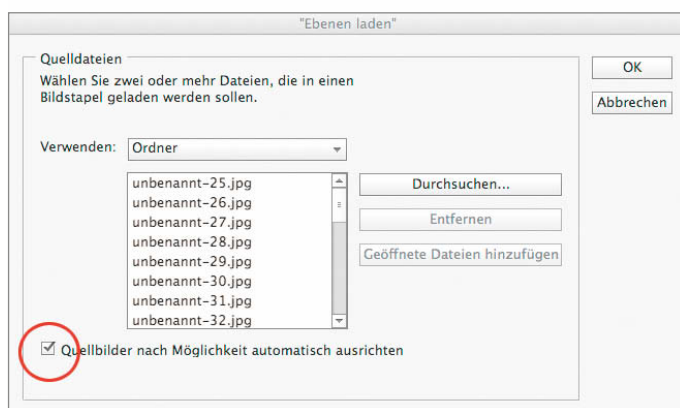 "Ebenen laden"
Quelldateien
Wählen Sie zwei oder mehr Dateien, die in einen
Bildstapel geladen werden sollen.
OK
Abbrechen
Verwenden: Ordner
unbenannt-25.jpg
unbenannt-26.jpg
unbenannt-27.jpg
unbenannt-28.jpg
unbenannt-29.jpg
unbenannt-30.jpg
unbenannt-31.jpg
unbenannt-32.jpg
Durchsuchen...
Entfernen
Geöffnete Dateien hinzufügen
Quellbilder nach Möglichkeit automatisch ausrichten